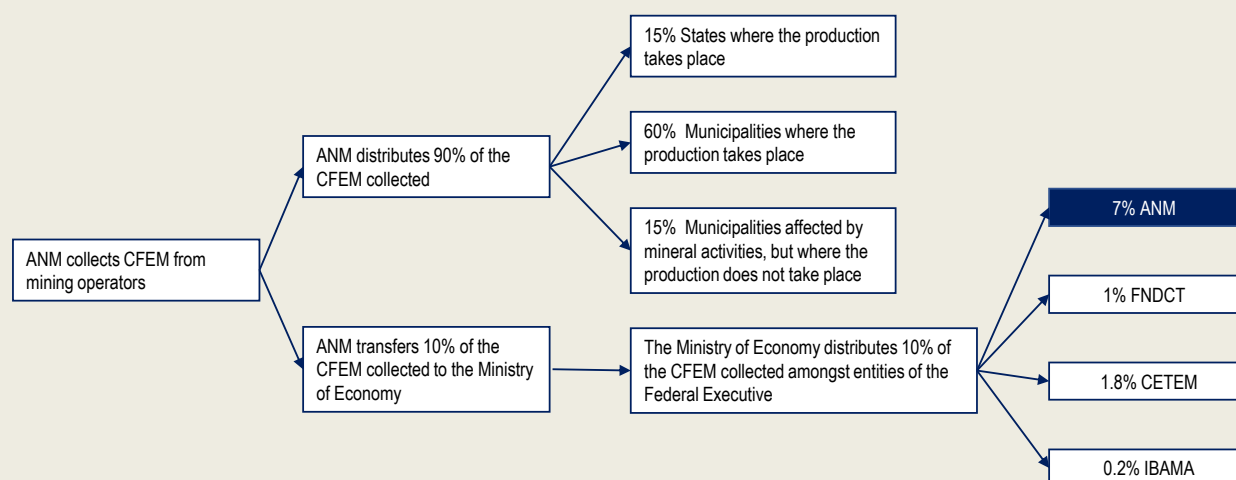 ANM collects CFEM from
mining operators
ANM distributes 90% of the
CFEM collected
15% States where the production
takes place
60% Municipalities where the
production takes place
15% Municipalities affected by
mineral activities, but where the
production does not take place
ANM transfers 10% of the
CFEM collected to the Ministry
of Economy
The Ministry of Economy distributes 10% of
the CFEM collected amongst entities of the
Federal Executive
7% ANM
1% FNDCT
1.8% CETEM
0.2% IBAMA